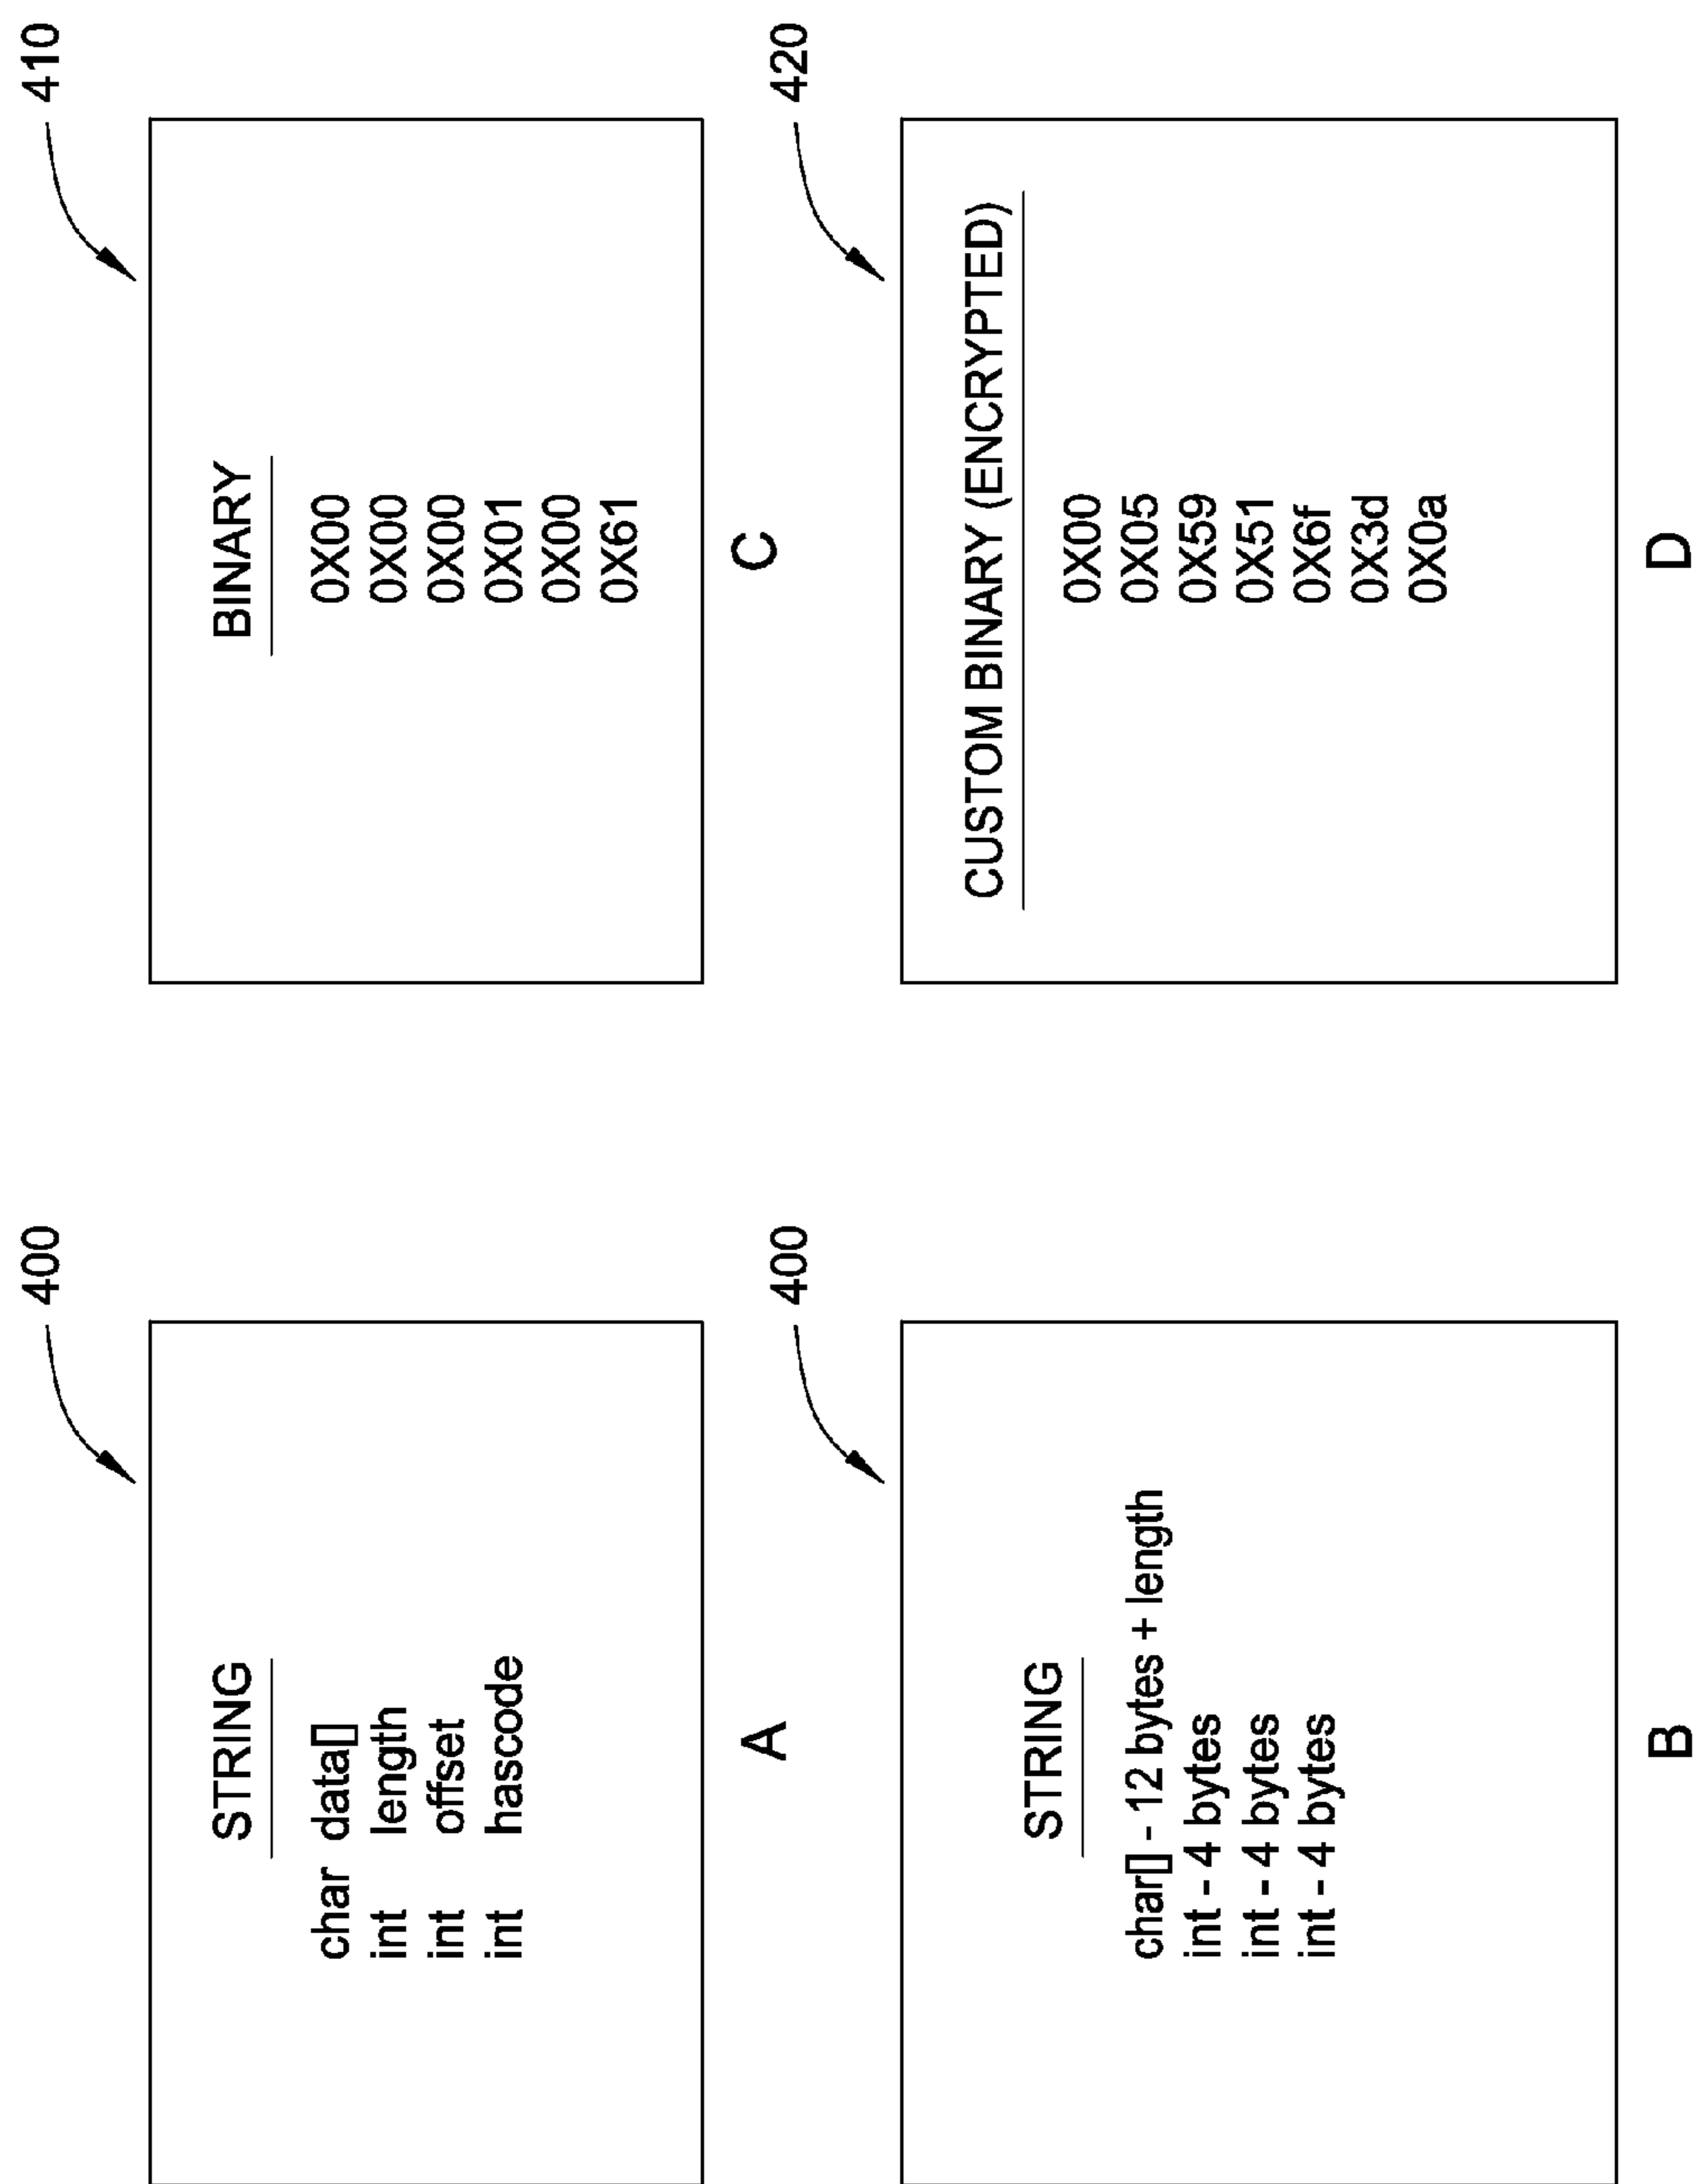 400
STRING
char data[]
int length
int offset
int hascode
A
410
BINARY
0X00
0X00
0X00
0X01
0X00
0X61
C
400
STRING
char[] - 12 bytes + length
int - 4 bytes
int - 4 bytes
int - 4 bytes
B
420
CUSTOM BINARY (ENCRYPTED)
0X00
0X05
0X59
0X51
0X6f
0X3d
0X0a
D